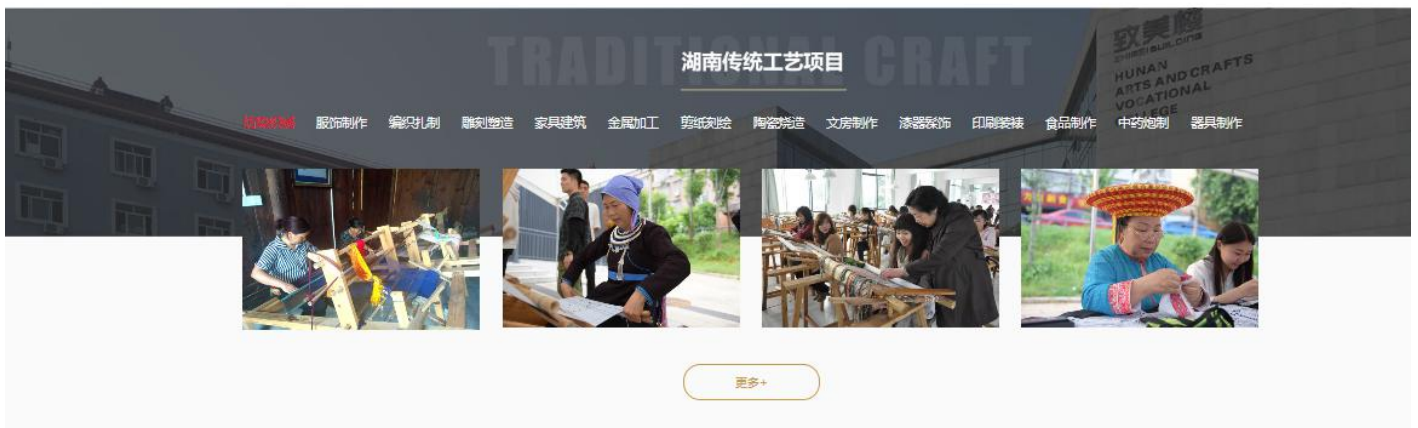 TRADITIONAL CRAFT
湖南传统工艺项目
致美楼
ZHIMEI BUILDING
HUNAN
ARTS AND CRAFTS
VOCATIONAL
COLLEGE
服饰制作 编织扎制 雕刻塑造 家具建筑 金属加工 剪纸刻绘 陶瓷烧造 文房制作 漆器髹饰 印刷装裱 食品制作 中药炮制 器具制作
更多+